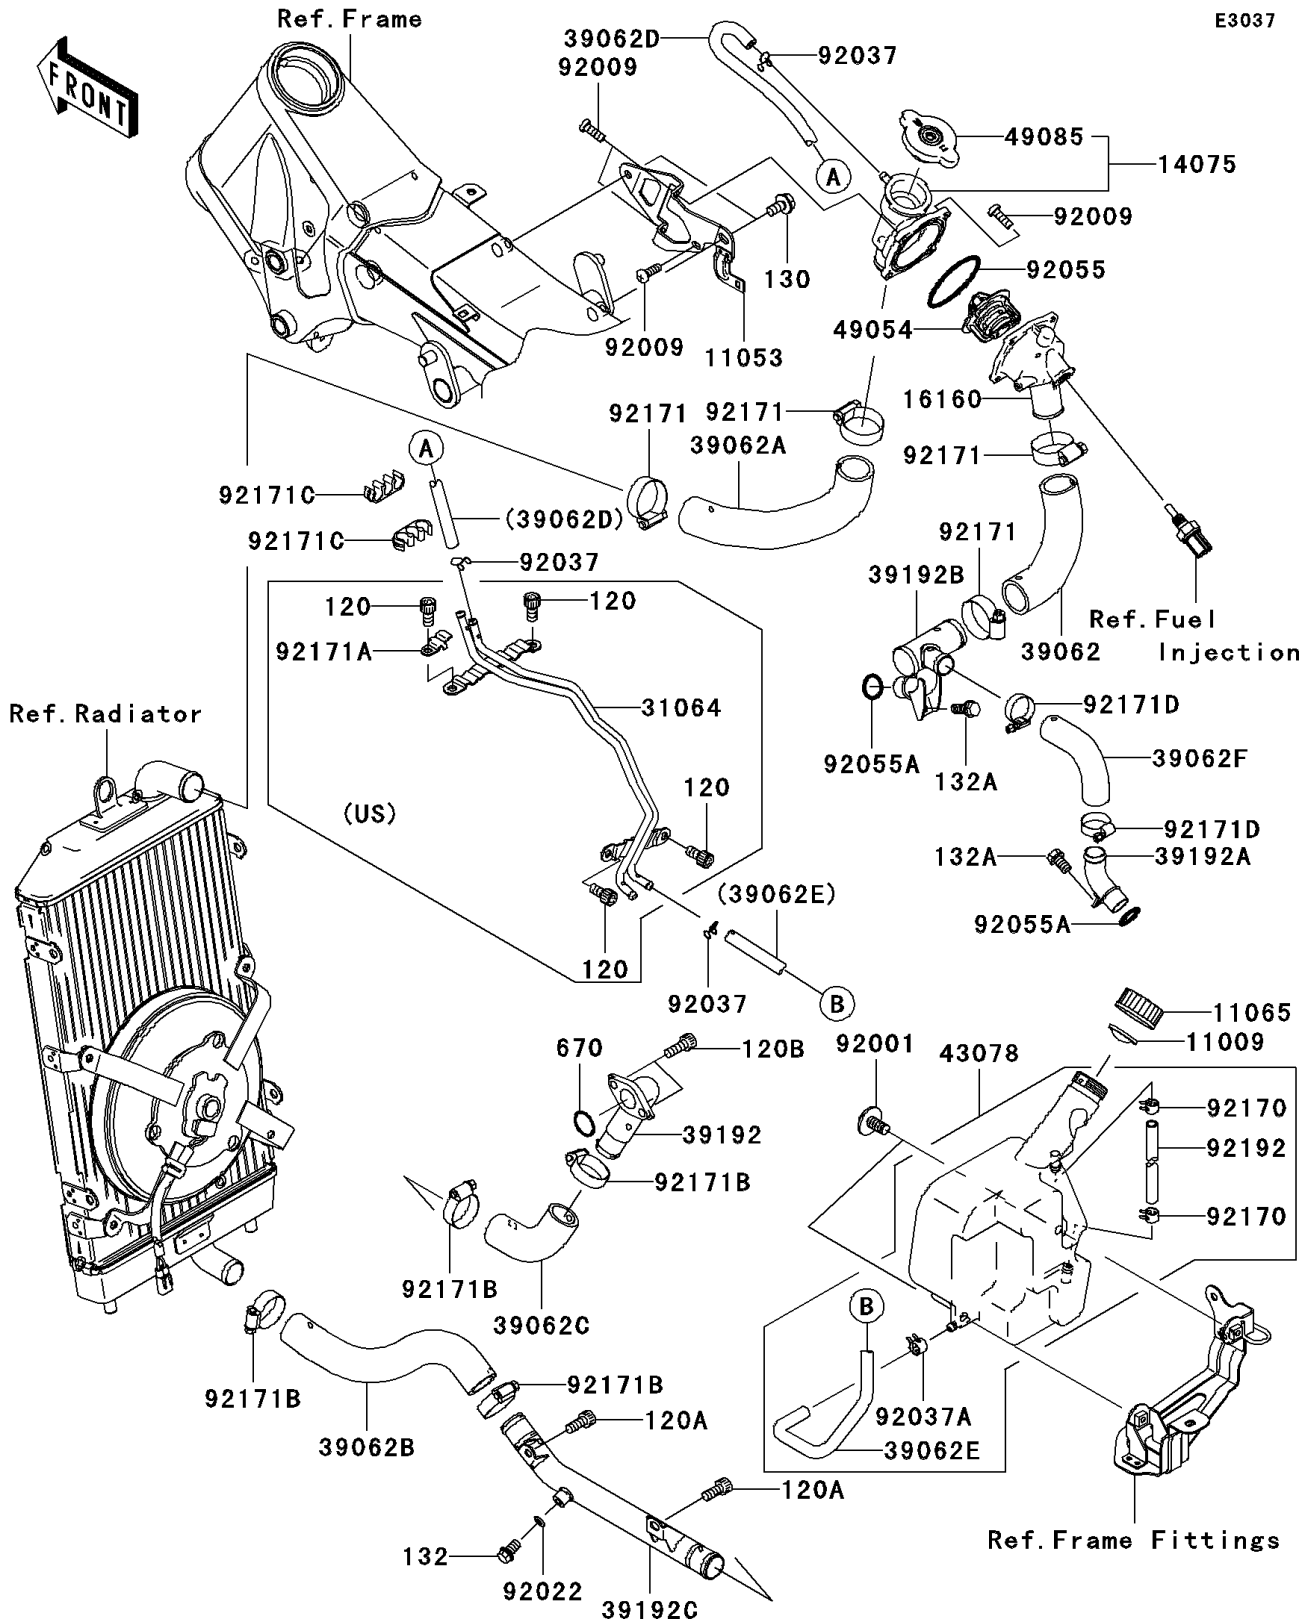 Ref.Frame
E3037
FRONT
39062D
92037
92009
49085
14075
A
92009
92055
130
49054
92009
11053
16160
92171
92171
39062A
92171
A
92171C
(39062D)
92171C
92037
92171
39192B
120
120
92171A
39062
Ref.Fuel
Injection
31064
92171D
Ref.Radiator
92055A
132A
39062F
120
(US)
92171D
132A
39192A
(39062E)
92055A
120
92037
B
11065
92001
43078
11009
670
120B
92170
39192
92192
92171B
92170
92171B
39062C
B
92171B
92171B
92037A
120A
39062B
39062E
120A
Ref.Frame Fittings
132
92022
39192C